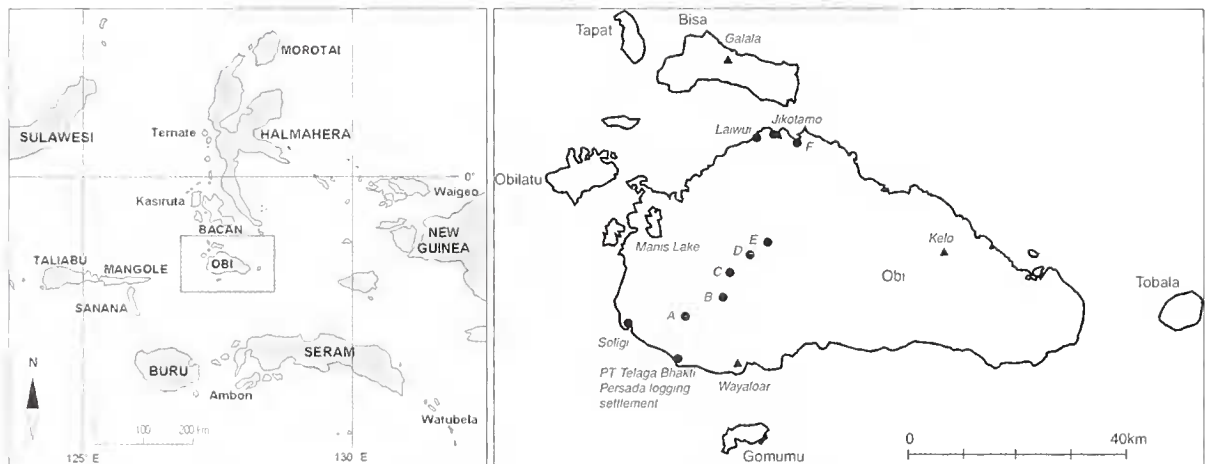 MOROTAI
SULAWESI
Ternate
HALMAHERA
0°
Kasiruta
Waigeo
BACAN
NEW
GUINEA
TALIABU
MANGOLE
OBI
SANANA
N
SERAM
BURU
Ambon
Watubela
100 200 km
125° E
130 E
Tapat
Bisa
Galala
Jikotamo
Laiwui
F
Obilatu
Manis Lake
E
D
Kelo
C
Obi
B
Tobala
A
Soligi
PT Telaga Bhakti
Persada logging
settlement
Wayaloar
Gomumu
0 40km